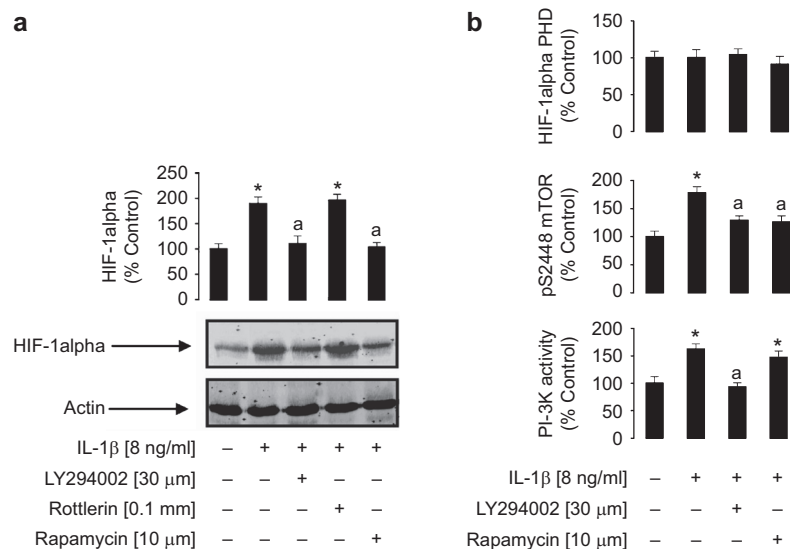 a
250
200
150
100
50
0
HIF-1alpha
(% Control)
* a * a
HIF-1alpha
Actin
IL-1β [8 ng/ml] – + + + +
LY294002 [30 μm] – – + – –
Rottlerin [0.1 mm] – – – + –
Rapamycin [10 μm] – – – – +
b
150
100
50
0
HIF-1alpha PHD
(% Control)
200
150
100
50
0
pS2448 mTOR
(% Control)
* a a
200
150
100
50
0
PI-3K activity
(% Control)
* a *
IL-1β [8 ng/ml] – + + +
LY294002 [30 μm] – – + –
Rapamycin [10 μm] – – – +